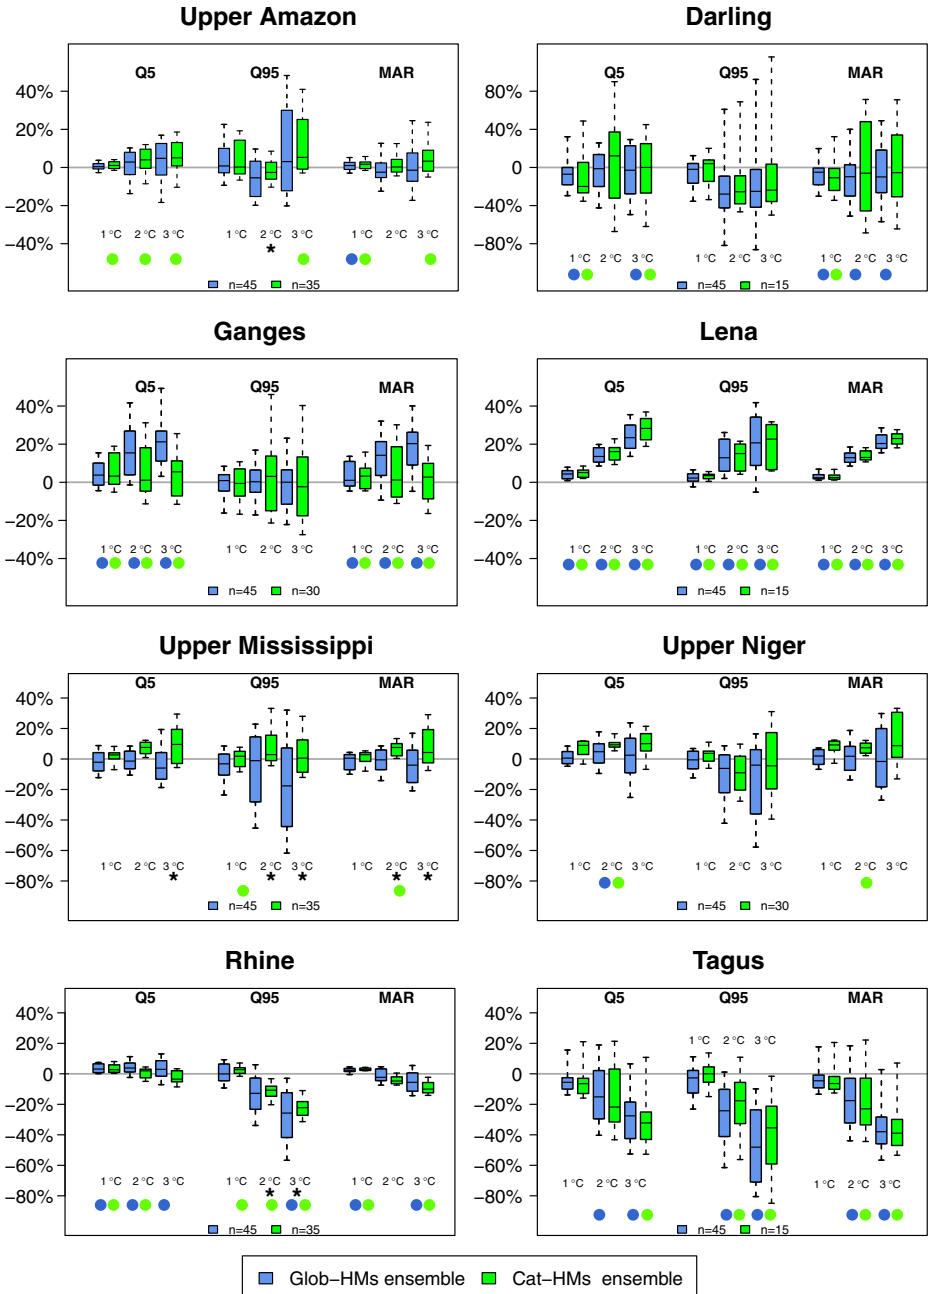 Upper Amazon
Q5 Q95 MAR
40%
20%
0
−20%
−40%
1 °C 2 °C 3 °C 1 °C 2 °C 3 °C 1 °C 2 °C 3 °C
*
n=45 n=35
Darling
Q5 Q95 MAR
80%
40%
0
−40%
−80%
1 °C 2 °C 3 °C 1 °C 2 °C 3 °C 1 °C 2 °C 3 °C
n=45 n=15
Ganges
Q5 Q95 MAR
40%
20%
0
−20%
−40%
1 °C 2 °C 3 °C 1 °C 2 °C 3 °C 1 °C 2 °C 3 °C
n=45 n=30
Lena
Q5 Q95 MAR
40%
20%
0
−20%
−40%
1 °C 2 °C 3 °C 1 °C 2 °C 3 °C 1 °C 2 °C 3 °C
n=45 n=15
Upper Mississippi
Q5 Q95 MAR
40%
20%
0
−20%
−40%
−60%
−80%
1 °C 2 °C 3 °C 1 °C 2 °C 3 °C 1 °C 2 °C 3 °C
* * * * *
n=45 n=35
Upper Niger
Q5 Q95 MAR
40%
20%
0
−20%
−40%
−60%
−80%
1 °C 2 °C 3 °C 1 °C 2 °C 3 °C 1 °C 2 °C 3 °C
n=45 n=30
Rhine
Q5 Q95 MAR
40%
20%
0
−20%
−40%
−60%
−80%
1 °C 2 °C 3 °C 1 °C 2 °C 3 °C 1 °C 2 °C 3 °C
* *
n=45 n=35
Tagus
Q5 Q95 MAR
40%
20%
0
−20%
−40%
−60%
−80%
1 °C 2 °C 3 °C
1 °C 2 °C 3 °C 1 °C 2 °C 3 °C
n=45 n=15
Glob−HMs ensemble Cat−HMs ensemble